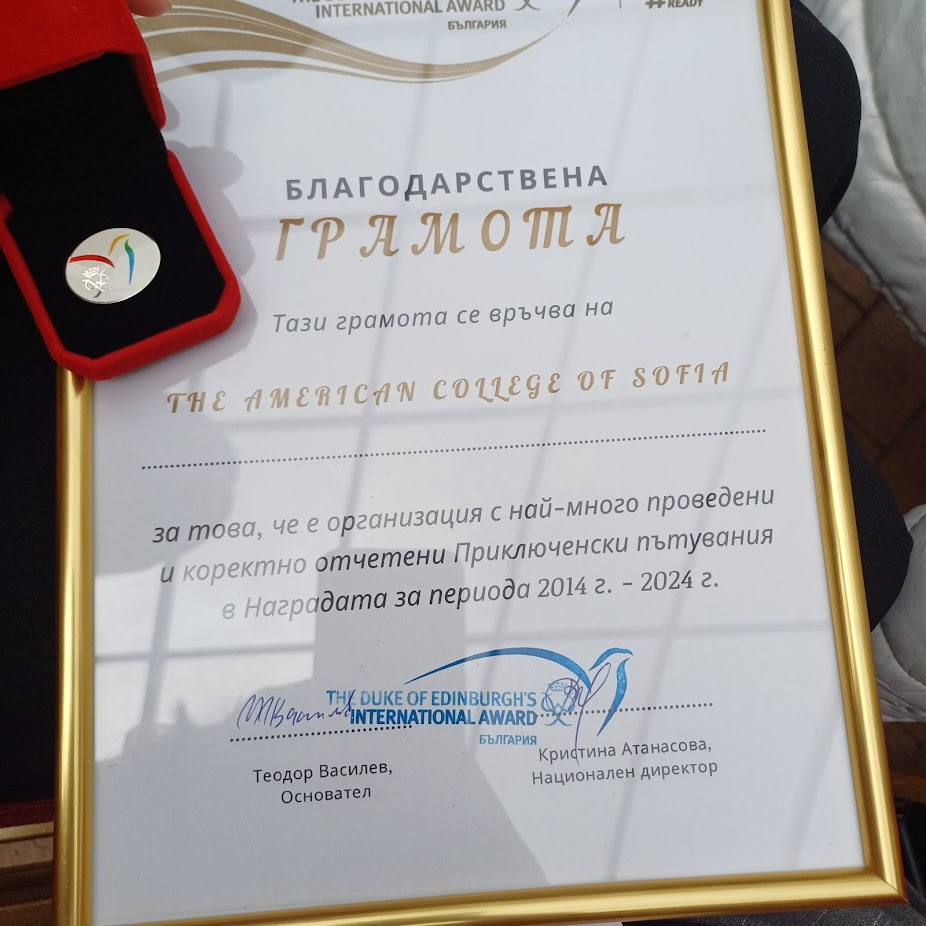 INTERNATIONAL AWARD
БЪЛГАРИЯ
READY
БЛАГОДАРСТВЕНА
ГРАМОТА
Тази грамота се връчва на
THE AMERICAN COLLEGE OF SOFIA
за това, че е организация с най-много проведени
и коректно отчетени Приключенски пътувания
в Наградата за периода 2014 г. - 2024 г.
THE DUKE OF EDINBURGH'S
INTERNATIONAL AWARD
БЪЛГАРИЯ
Теодор Василев,
Основател
Кристина Атанасова,
Национален директор